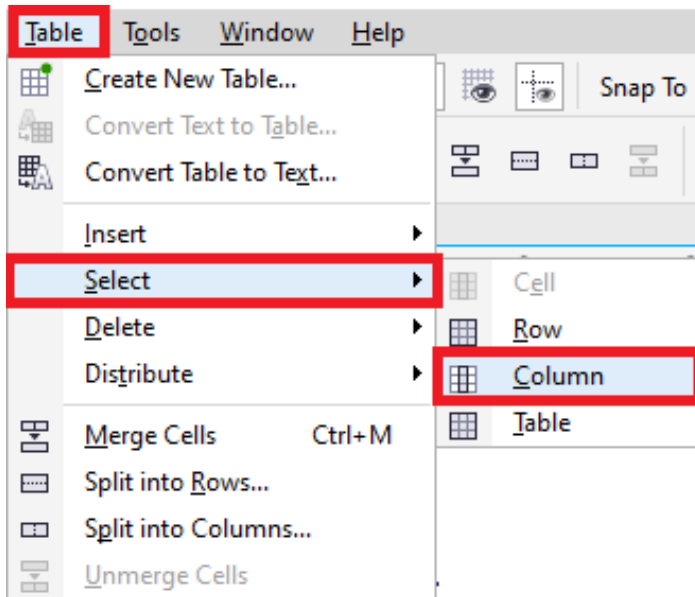 Table Tools Window Help
Create New Table...
Snap To
Convert Text to Table...
Convert Table to Text...
Insert
Select
Cell
Delete
Row
Distribute
Column
Table
Merge Cells Ctrl+M
Split into Rows...
Split into Columns...
Unmerge Cells